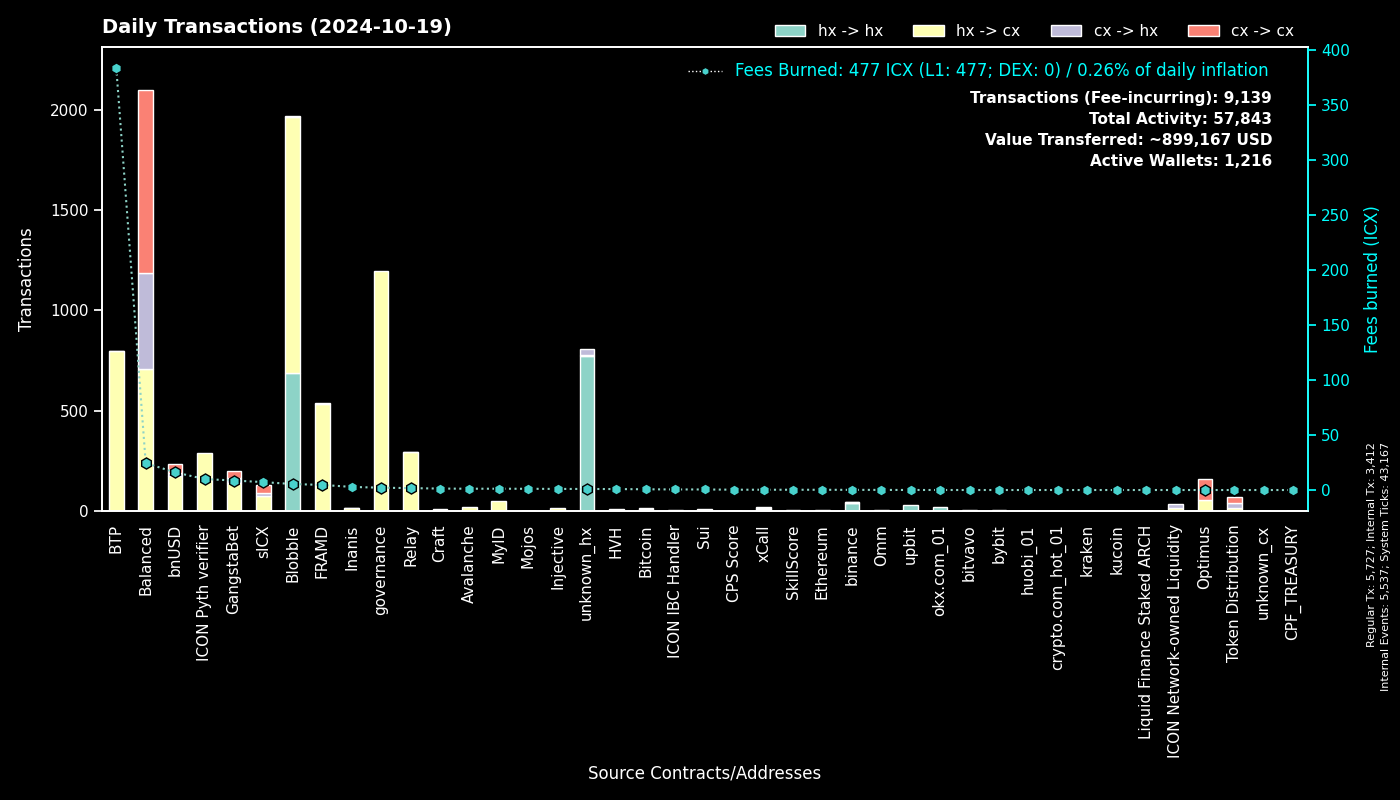 Daily Transactions (2024-10-19)
hx -> hx
hx -> cx
cx -> hx
cx -> cx
Fees Burned: 477 ICX (L1: 477; DEX: 0) / 0.26% of daily inflation
Transactions (Fee-incurring): 9,139
Total Activity: 57,843
Value Transferred: ~899,167 USD
Active Wallets: 1,216
Transactions
2000
1500
1000
500
0
400
350
300
250
200
150
100
50
0
Fees burned (ICX)
BTP
Balanced
bnUSD
ICON Pyth verifier
GangstaBet
sICX
Blobble
FRAMD
Inanis
governance
Relay
Craft
Avalanche
MyID
Mojos
Injective
unknown_hx
HVH
Bitcoin
ICON IBC Handler
Sui
CPS Score
xCall
SkillScore
Ethereum
binance
Omm
upbit
okx.com_01
bitvavo
bybit
huobi_01
crypto.com_hot_01
kraken
kucoin
Liquid Finance Staked ARCH
ICON Network-owned Liquidity
Optimus
Token Distribution
unknown_cx
CPF_TREASURY
Source Contracts/Addresses
Regular Tx: 5,727; Internal Tx: 3,412
Internal Events: 5,537; System Ticks: 43,167